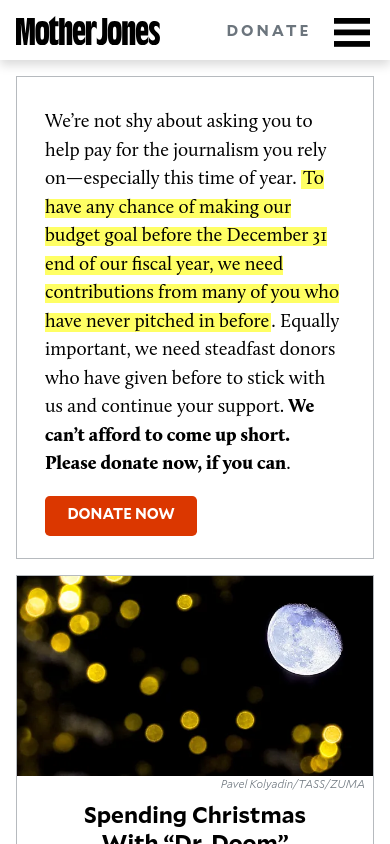 Mother Jones
DONATE
We’re not shy about asking you to
help pay for the journalism you rely
on—especially this time of year. To
have any chance of making our
budget goal before the December 31
end of our fiscal year, we need
contributions from many of you who
have never pitched in before. Equally
important, we need steadfast donors
who have given before to stick with
us and continue your support. We
can’t afford to come up short.
Please donate now, if you can.
DONATE NOW
Pavel Kolyadin/TASS/ZUMA
Spending Christmas
With “Dr. Doom”